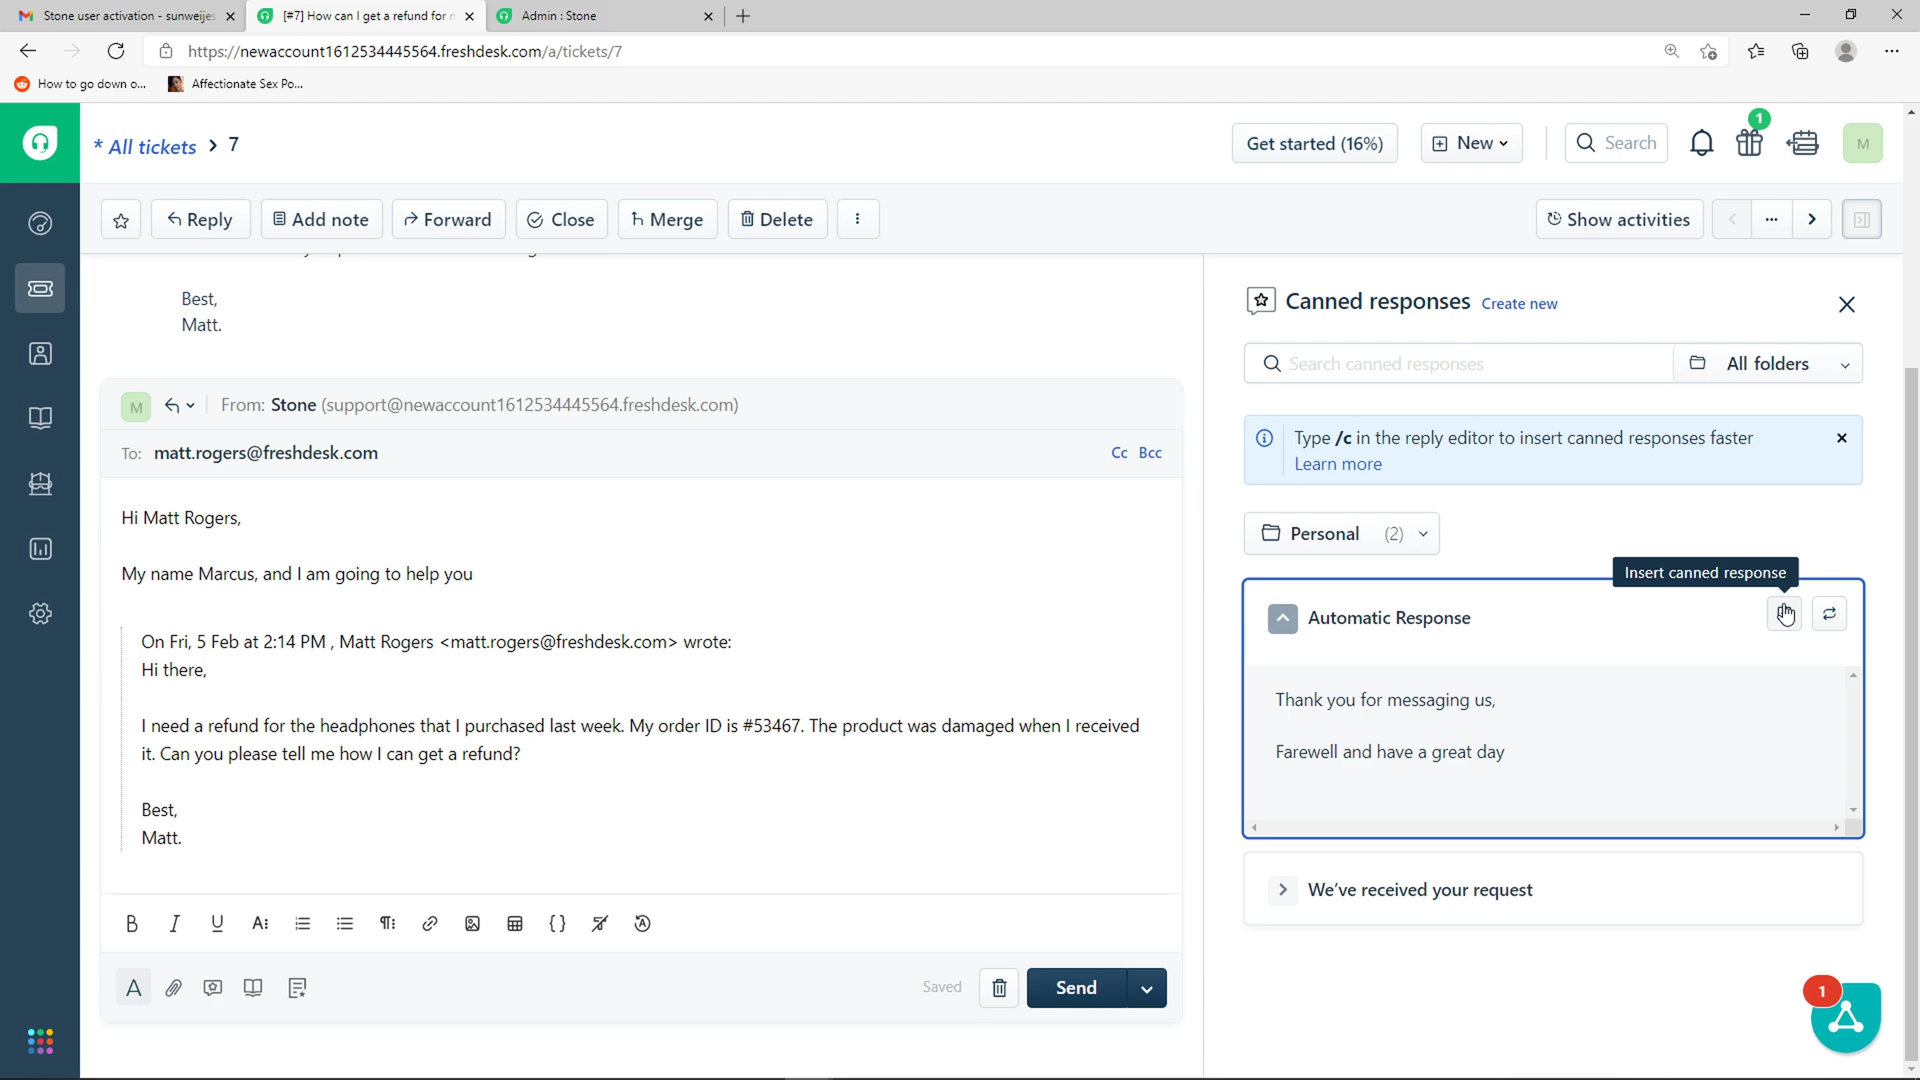 Stone user activation - sunweijes
[#7] How can I get a refund for n
Admin : Stone
https://newaccount1612534445564.freshdesk.com/a/tickets/7
How to go down o...
Affectionate Sex Po...
* All tickets > 7
Get started (16%)
New
Search
1
M
Reply
Add note
Forward
Close
Merge
Delete
Show activities
Best,
Matt.
M
From: Stone (support@newaccount1612534445564.freshdesk.com)
To: matt.rogers@freshdesk.com
Cc Bcc
Hi Matt Rogers,
My name Marcus, and I am going to help you
On Fri, 5 Feb at 2:14 PM , Matt Rogers <matt.rogers@freshdesk.com> wrote:
Hi there,
I need a refund for the headphones that I purchased last week. My order ID is #53467. The product was damaged when I received
it. Can you please tell me how I can get a refund?
Best,
Matt.
Saved
Send
Canned responses Create new
Search canned responses
All folders
Type /c in the reply editor to insert canned responses faster
Learn more
Personal (2)
Insert canned response
Automatic Response
Thank you for messaging us,
Farewell and have a great day
We've received your request
1